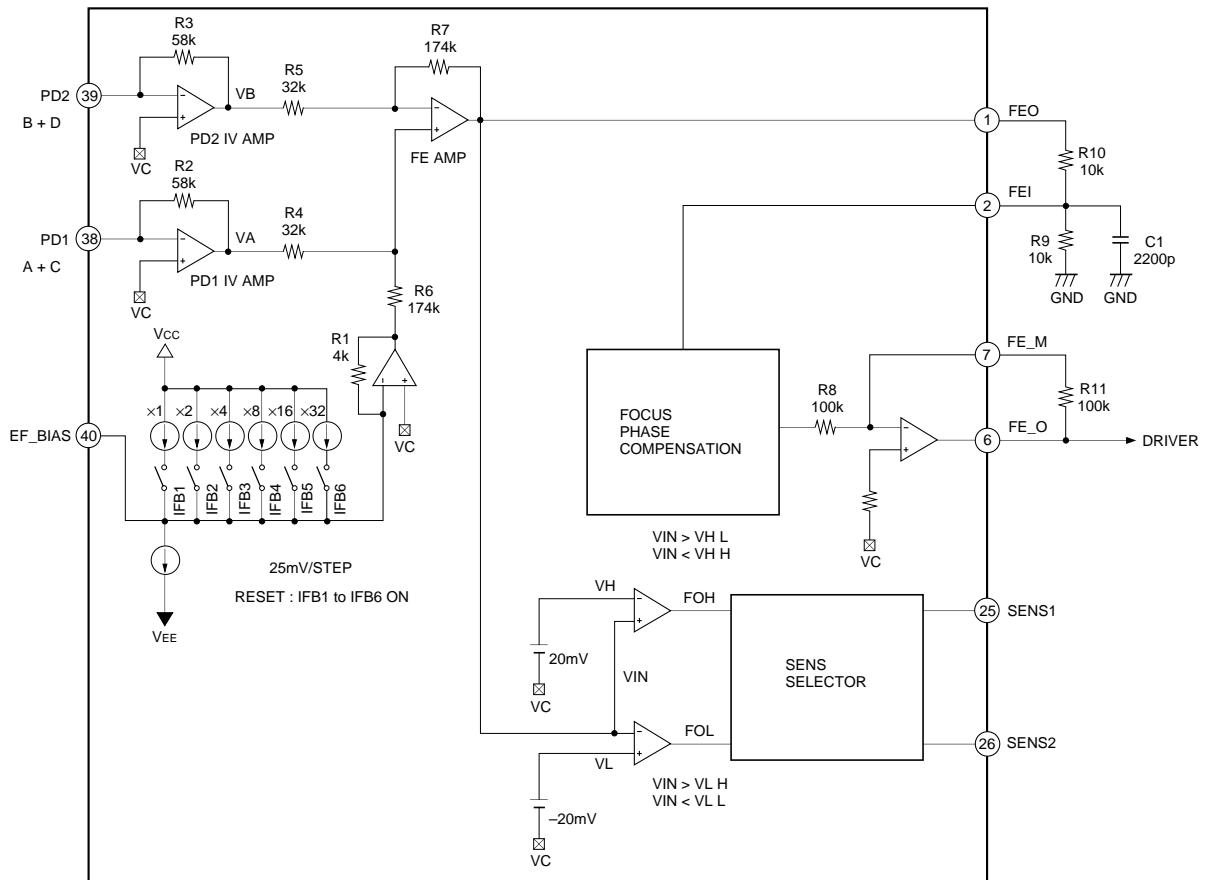 R3
58k
R7
174k
R5
32k
PD2
39
B + D
VB
PD2 IV AMP
VC
FE AMP
1
FEO
R10
10k
R2
58k
R4
32k
2
FEI
PD1
38
A + C
VA
PD1 IV AMP
VC
R9
10k
C1
2200p
GND
GND
R6
174k
VCC
R1
4k
7
FE_M
×1
×2
×4
×8
×16
×32
VC
EF_BIAS
40
IFB1
IFB2
IFB3
IFB4
IFB5
IFB6
FOCUS
PHASE
COMPENSATION
R8
100k
R11
100k
6
FE_O
DRIVER
VC
25mV/STEP
RESET : IFB1 to IFB6 ON
VEE
VIN > VH L
VIN < VH H
VH
FOH
20mV
VC
VIN
SENS
SELECTOR
25
SENS1
26
SENS2
FOL
VL
VIN > VL H
VIN < VL L
–20mV
VC